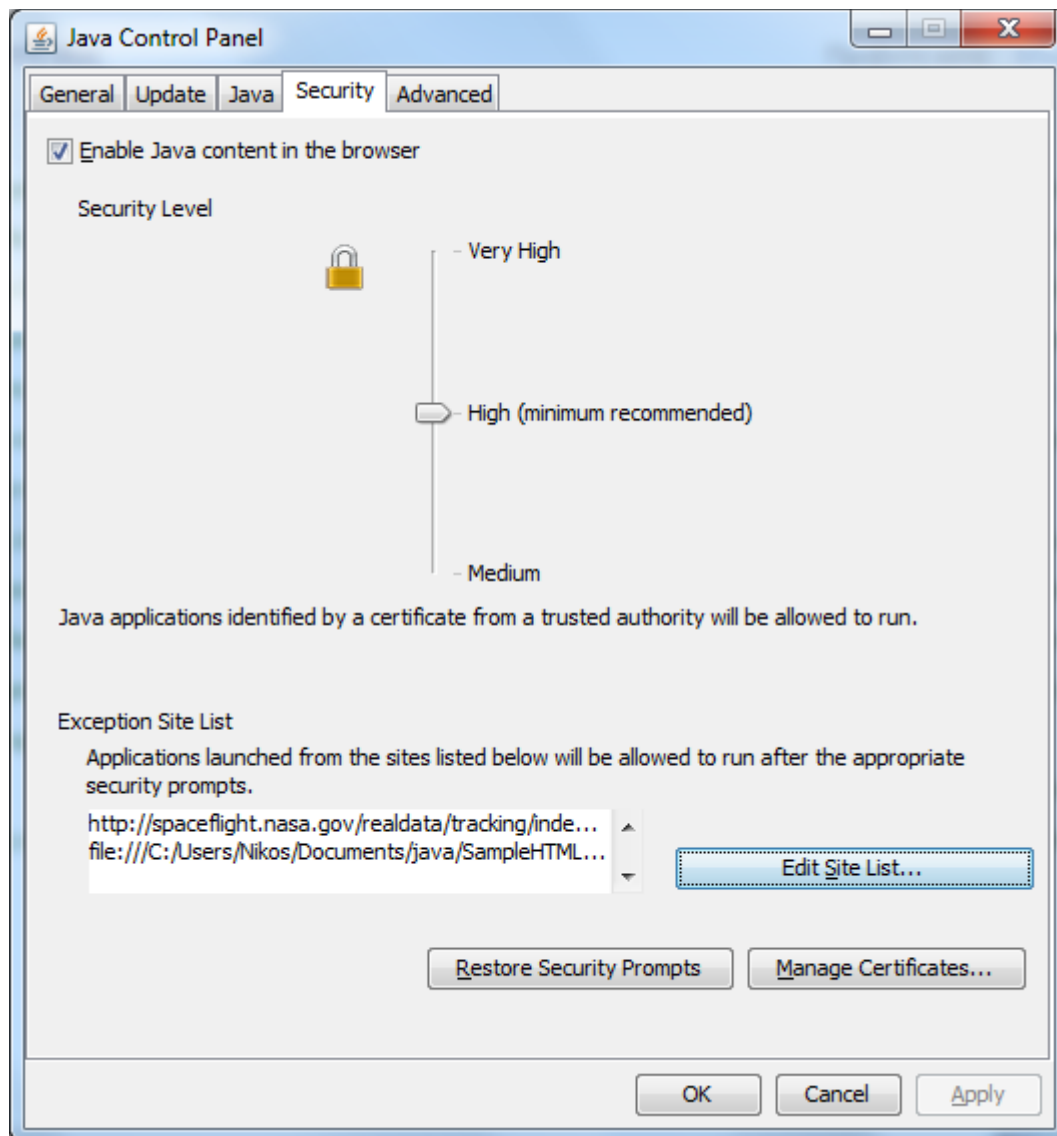 Java Control Panel
General Update Java Security Advanced
Enable Java content in the browser
Security Level
Very High
High (minimum recommended)
Medium
Java applications identified by a certificate from a trusted authority will be allowed to run.
Exception Site List
Applications launched from the sites listed below will be allowed to run after the appropriate
security prompts.
http://spaceflight.nasa.gov/realdata/tracking/inde...
file:///C:/Users/Nikos/Documents/java/SampleHTML...
Edit Site List...
Restore Security Prompts Manage Certificates...
OK Cancel Apply